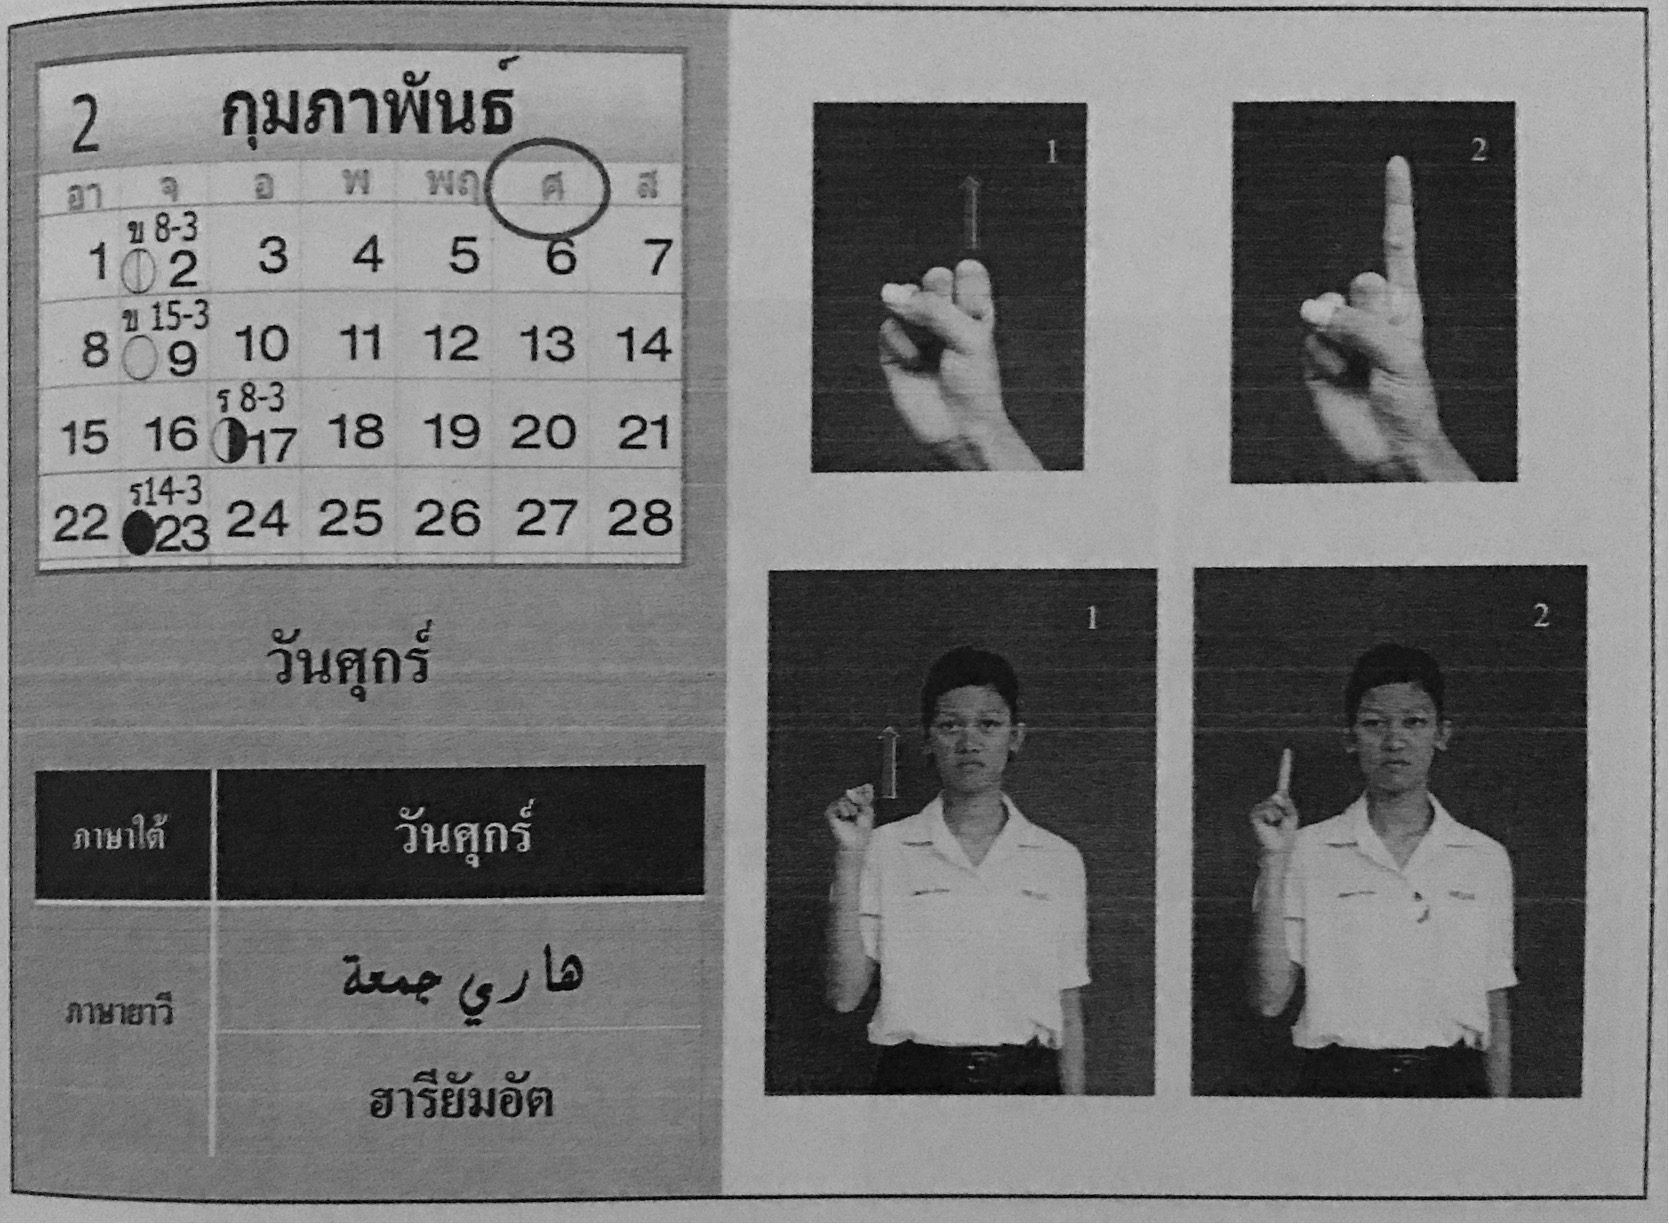 2 กุมภาพันธ์
อา จ อ พ พฤ ศ ส
ข 8-3
1 2 3 4 5 6 7
ข 15-3
8 9 10 11 12 13 14
ร 8-3
15 16 17 18 19 20 21
ร14-3
22 23 24 25 26 27 28
วันศุกร์
ภาษาใต้ วันศุกร์
ภาษายาวี هاري جمعة
ฮารียัมอัต
1 2
1 2